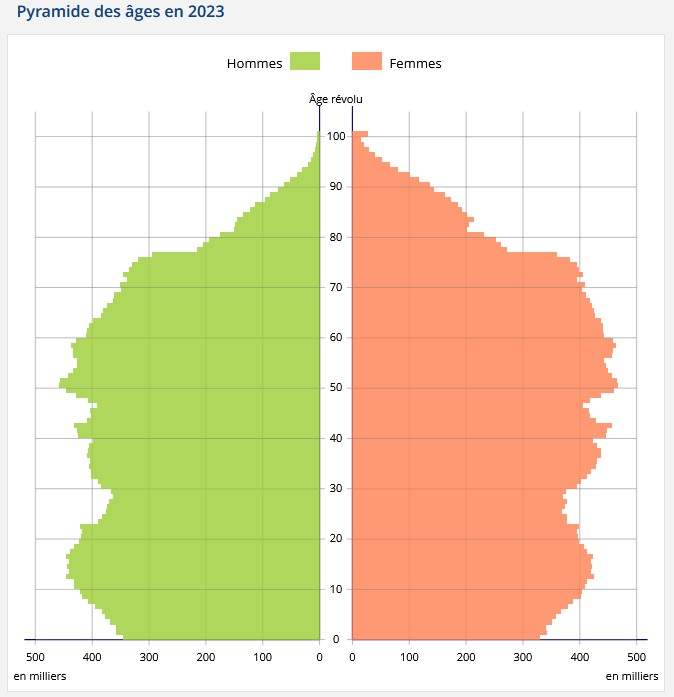 Pyramide des âges en 2023
Hommes Femmes
Âge révolu
100
90
80
70
60
50
40
30
20
10
0
500 400 300 200 100 0 0 100 200 300 400 500
en milliers en milliers